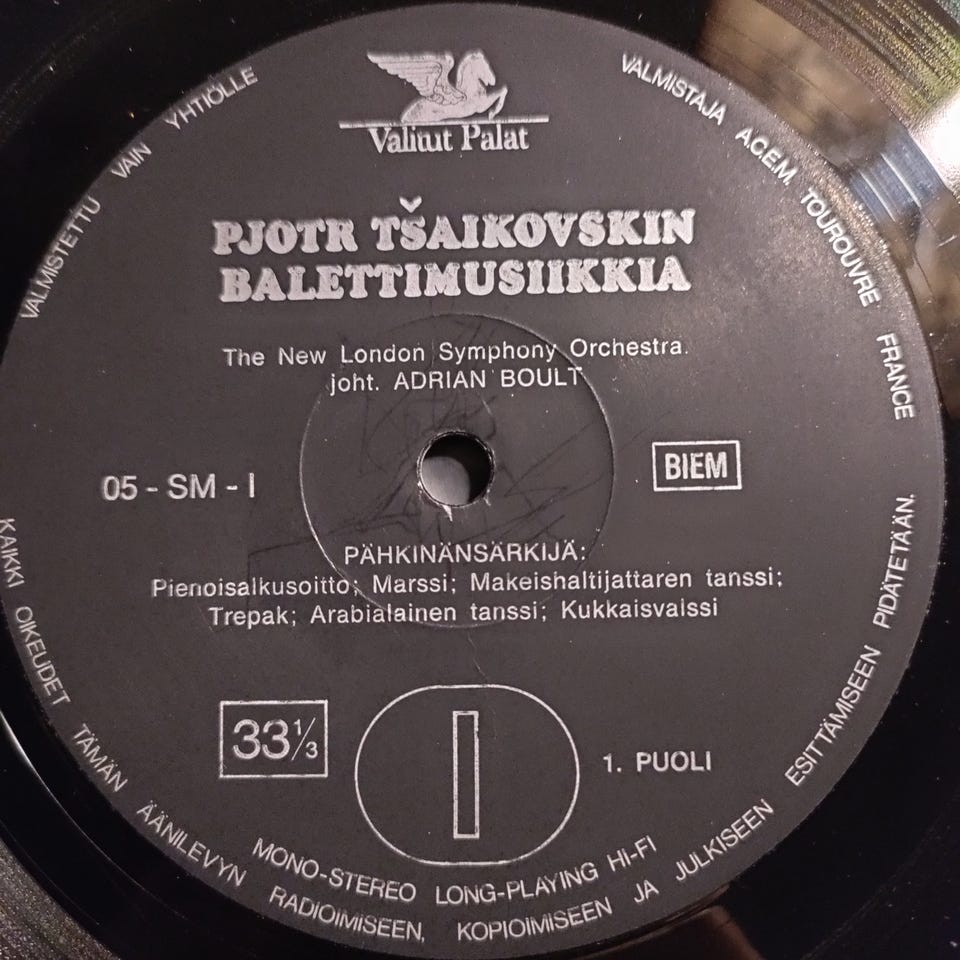 VALMISTETTU VAIN YHTIÖLLE
Valitut Palat
VALMISTAJA A.C.E.M. TOUROUVRE FRANCE
PJOTR TŠAIKOVSKIN
BALETTIMUSIIKKIA
The New London Symphony Orchestra.
joht. ADRIAN BOULT
05 - SM - I
BIEM
PÄHKINÄNSÄRKIJÄ:
Pienoisalkusoitto; Marssi; Makeishaltijattaren tanssi;
Trepak; Arabialainen tanssi; Kukkaisvalssi
33⅓
I
1. PUOLI
MONO-STEREO LONG-PLAYING HI-FI
KAIKKI OIKEUDET TÄMÄN ÄÄNILEVYN RADIOIMISEEN, KOPIOIMISEEN JA JULKISEEN ESITTÄMISEEN PIDÄTETÄÄN.